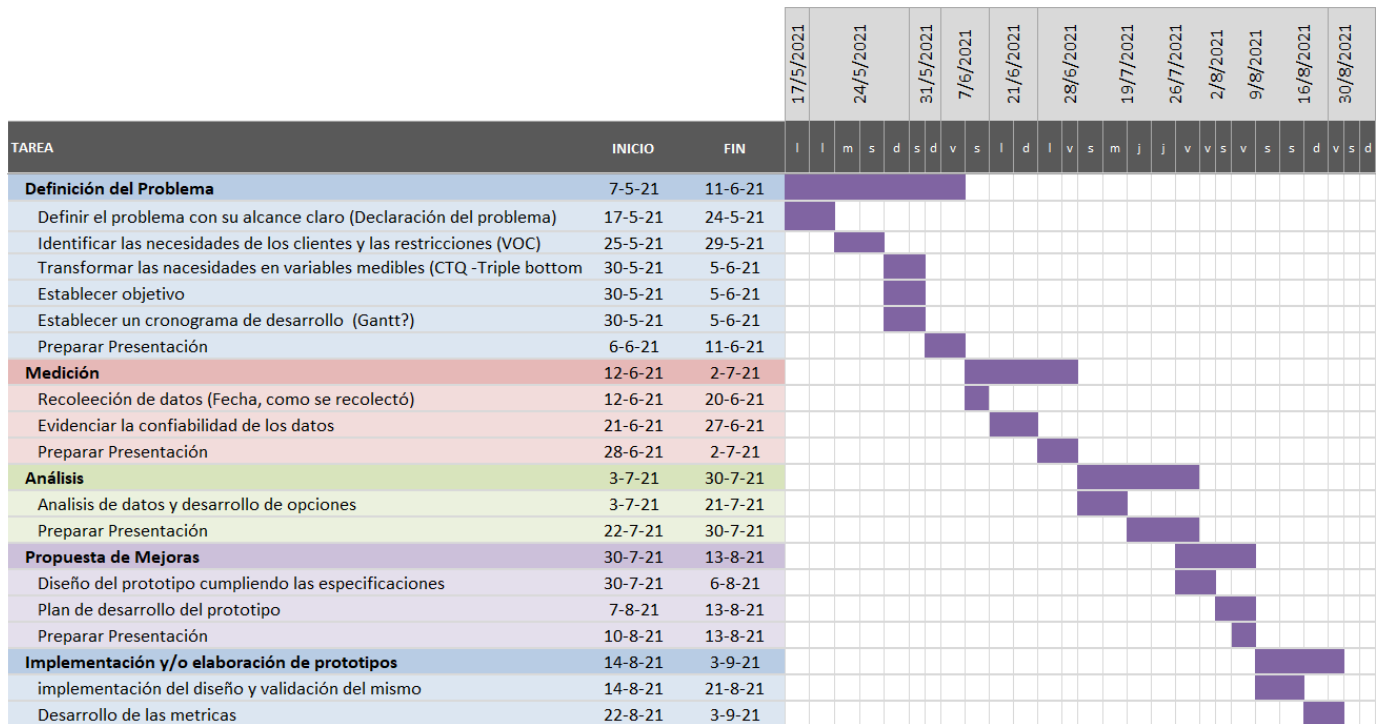 17/5/2021 24/5/2021 31/5/2021 7/6/2021 21/6/2021 28/6/2021 19/7/2021 26/7/2021 2/8/2021 9/8/2021 16/8/2021 30/8/2021
TAREA INICIO FIN l l m s d s d v s l d l v s m j j v v s v s s d v s d
Definición del Problema 7-5-21 11-6-21
Definir el problema con su alcance claro (Declaración del problema) 17-5-21 24-5-21
Identificar las necesidades de los clientes y las restricciones (VOC) 25-5-21 29-5-21
Transformar las nacesidades en variables medibles (CTQ -Triple bottom 30-5-21 5-6-21
Establecer objetivo 30-5-21 5-6-21
Establecer un cronograma de desarrollo (Gantt?) 30-5-21 5-6-21
Preparar Presentación 6-6-21 11-6-21
Medición 12-6-21 2-7-21
Recoleección de datos (Fecha, como se recolectó) 12-6-21 20-6-21
Evidenciar la confiabilidad de los datos 21-6-21 27-6-21
Preparar Presentación 28-6-21 2-7-21
Análisis 3-7-21 30-7-21
Analisis de datos y desarrollo de opciones 3-7-21 21-7-21
Preparar Presentación 22-7-21 30-7-21
Propuesta de Mejoras 30-7-21 13-8-21
Diseño del prototipo cumpliendo las especificaciones 30-7-21 6-8-21
Plan de desarrollo del prototipo 7-8-21 13-8-21
Preparar Presentación 10-8-21 13-8-21
Implementación y/o elaboración de prototipos 14-8-21 3-9-21
implementación del diseño y validación del mismo 14-8-21 21-8-21
Desarrollo de las metricas 22-8-21 3-9-21